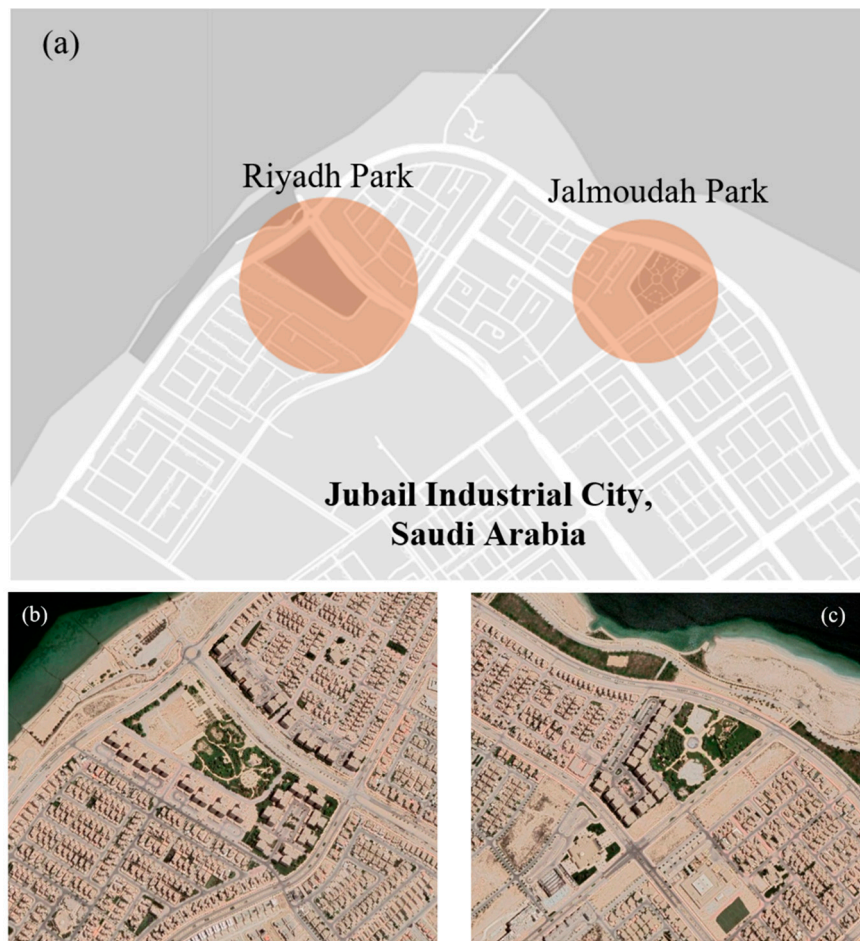 (a)
Riyadh Park
Jalmoudah Park
Jubail Industrial City,
Saudi Arabia
(b)
(c)